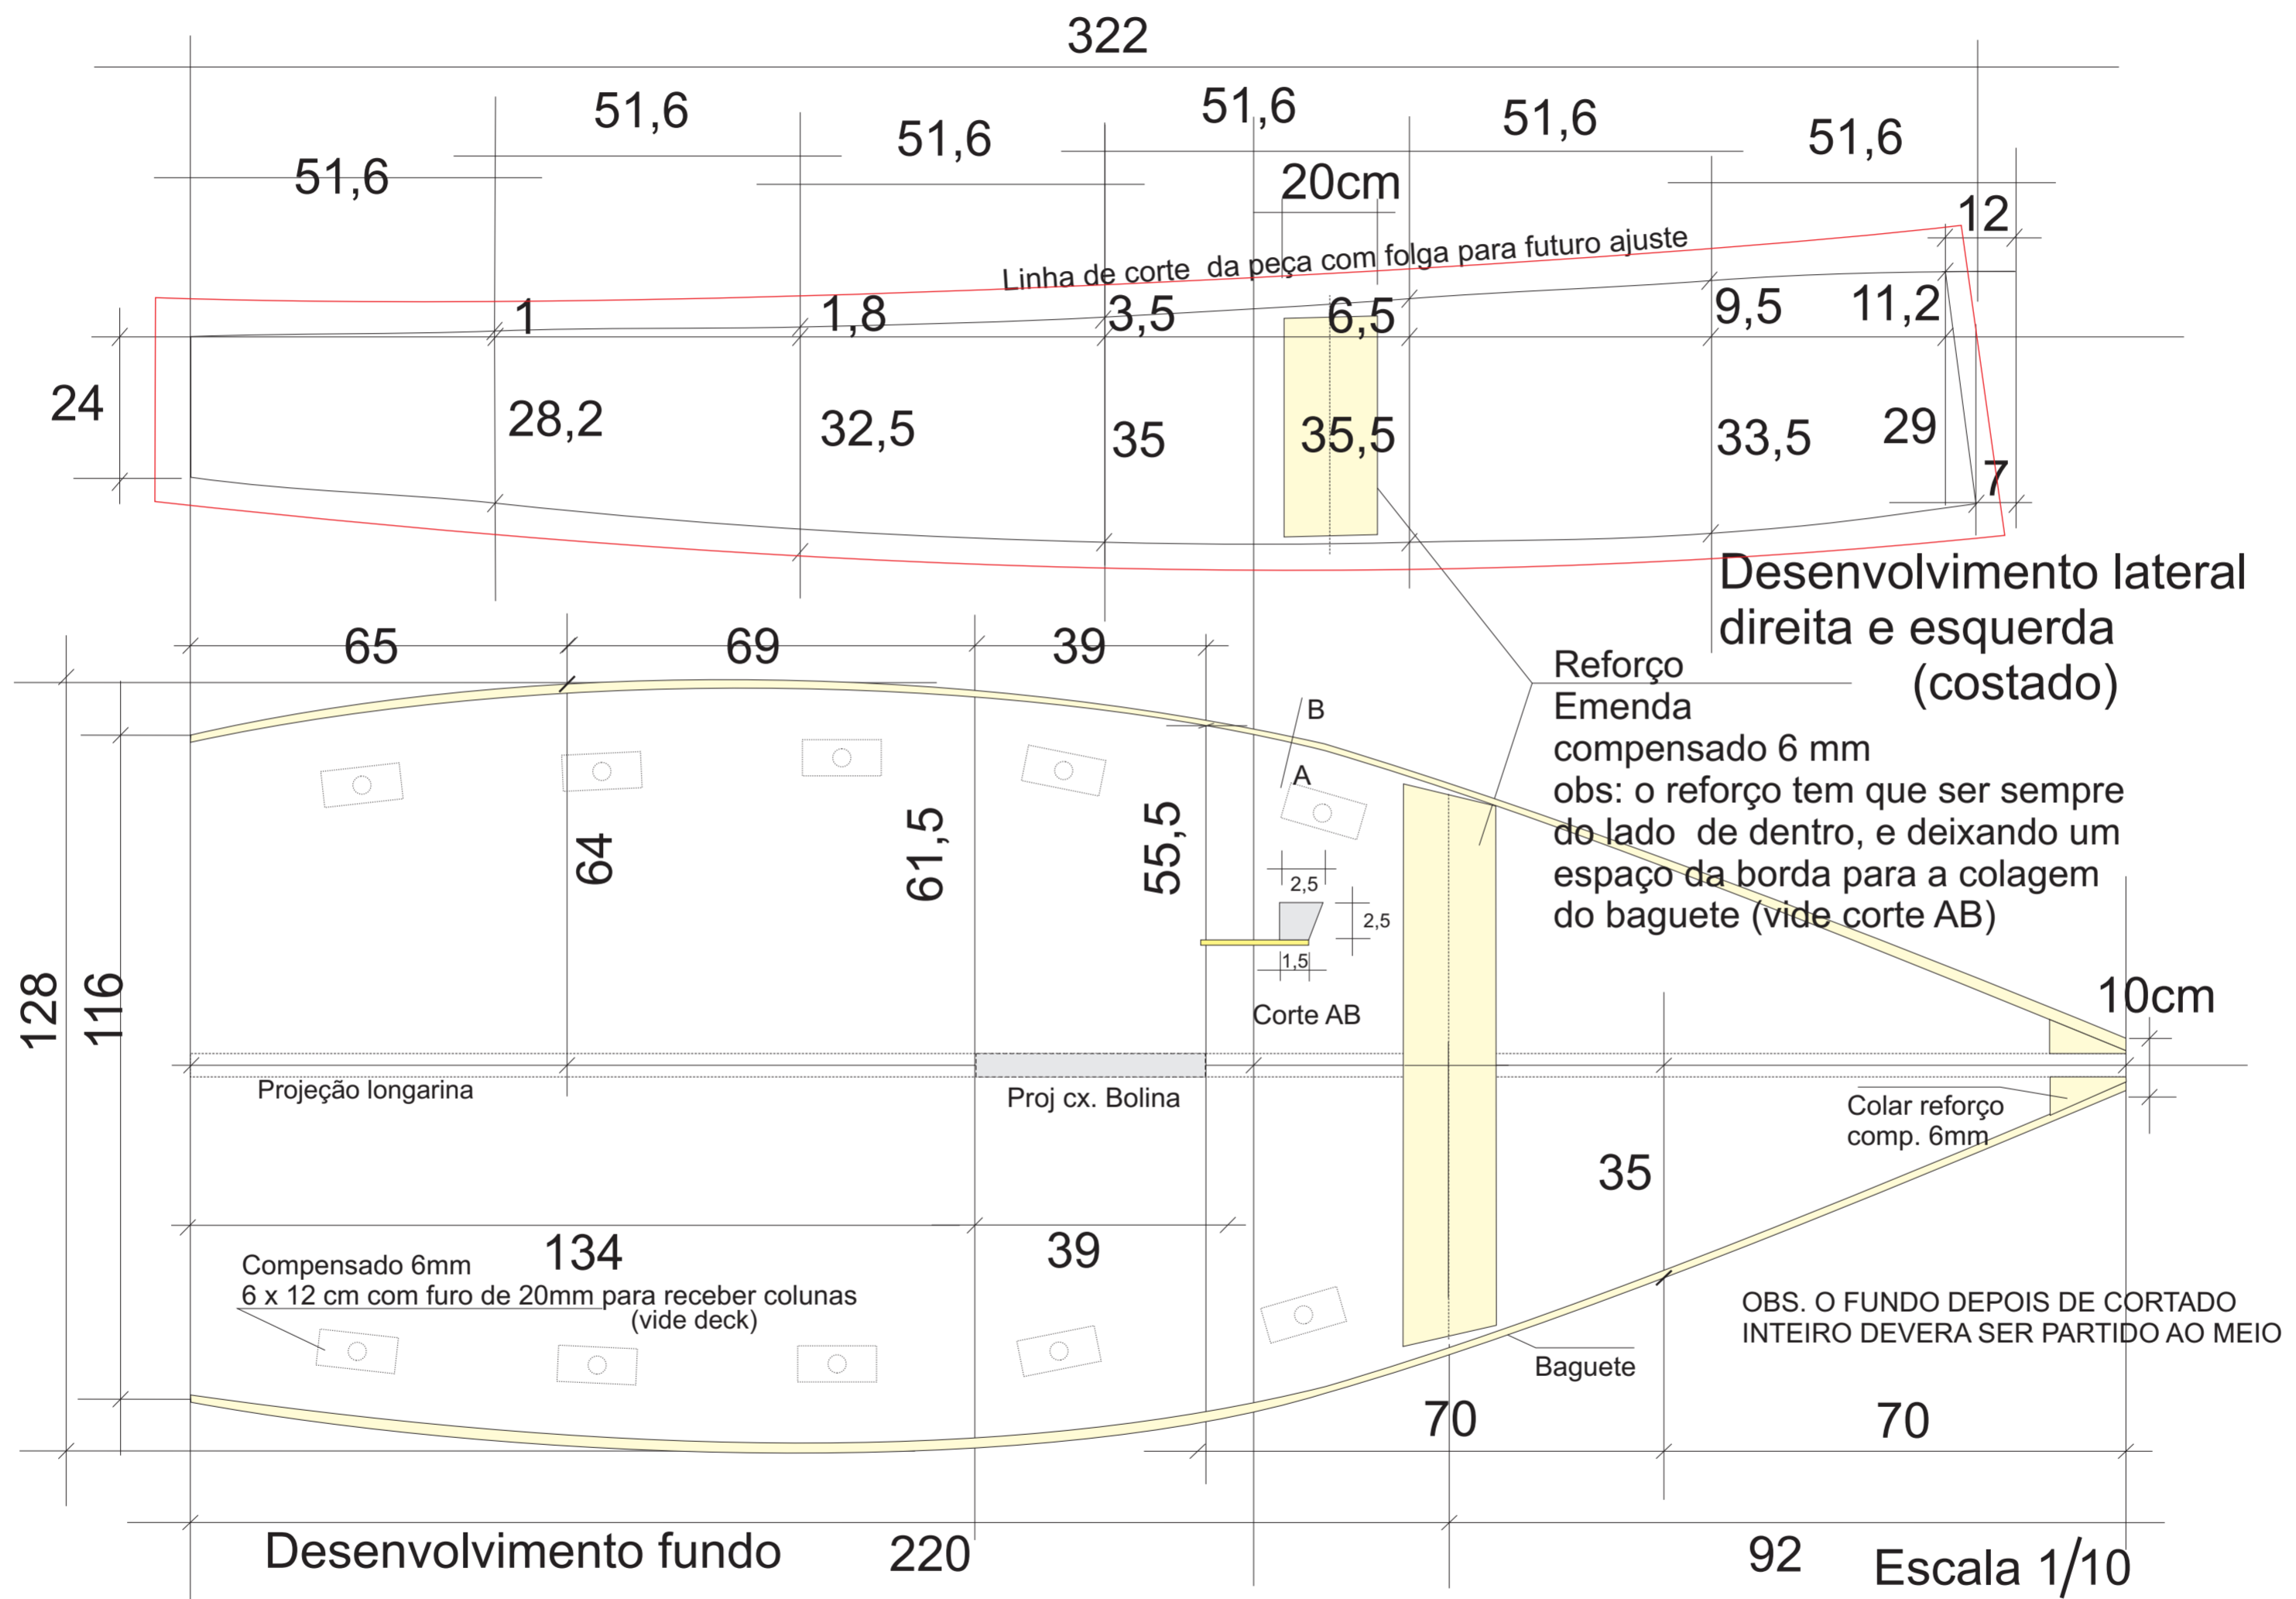 322
51,6
51,6
51,6
51,6
51,6
51,6
20cm
12
Linha de corte da peça com folga para futuro ajuste
1
1,8
3,5
6,5
9,5
11,2
24
28,2
32,5
35
35,5
33,5
29
7
Desenvolvimento lateral
direita e esquerda
(costado)
65
69
39
Reforço
Emenda
compensado 6 mm
obs: o reforço tem que ser sempre
do lado de dentro, e deixando um
espaço da borda para a colagem
do baguete (vide corte AB)
B
A
64
61,5
55,5
2,5
2,5
1,5
Corte AB
128
116
10cm
Projeção longarina
Proj cx. Bolina
Colar reforço
comp. 6mm
35
134
39
Compensado 6mm
6 x 12 cm com furo de 20mm para receber colunas
(vide deck)
OBS. O FUNDO DEPOIS DE CORTADO
INTEIRO DEVERA SER PARTIDO AO MEIO
Baguete
70
70
Desenvolvimento fundo
220
92
Escala 1/10